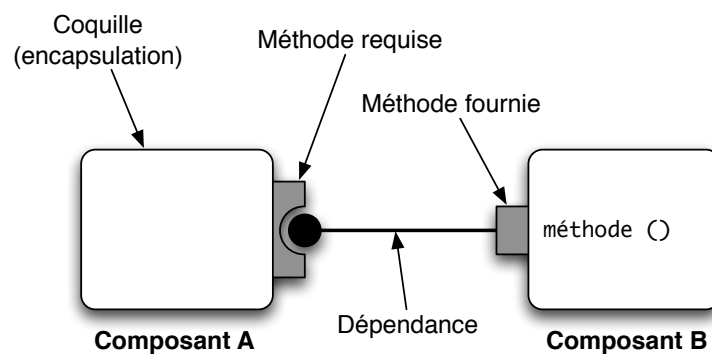 Coquille
(encapsulation)
Méthode requise
Méthode fournie
méthode ()
Dépendance
Composant A
Composant B